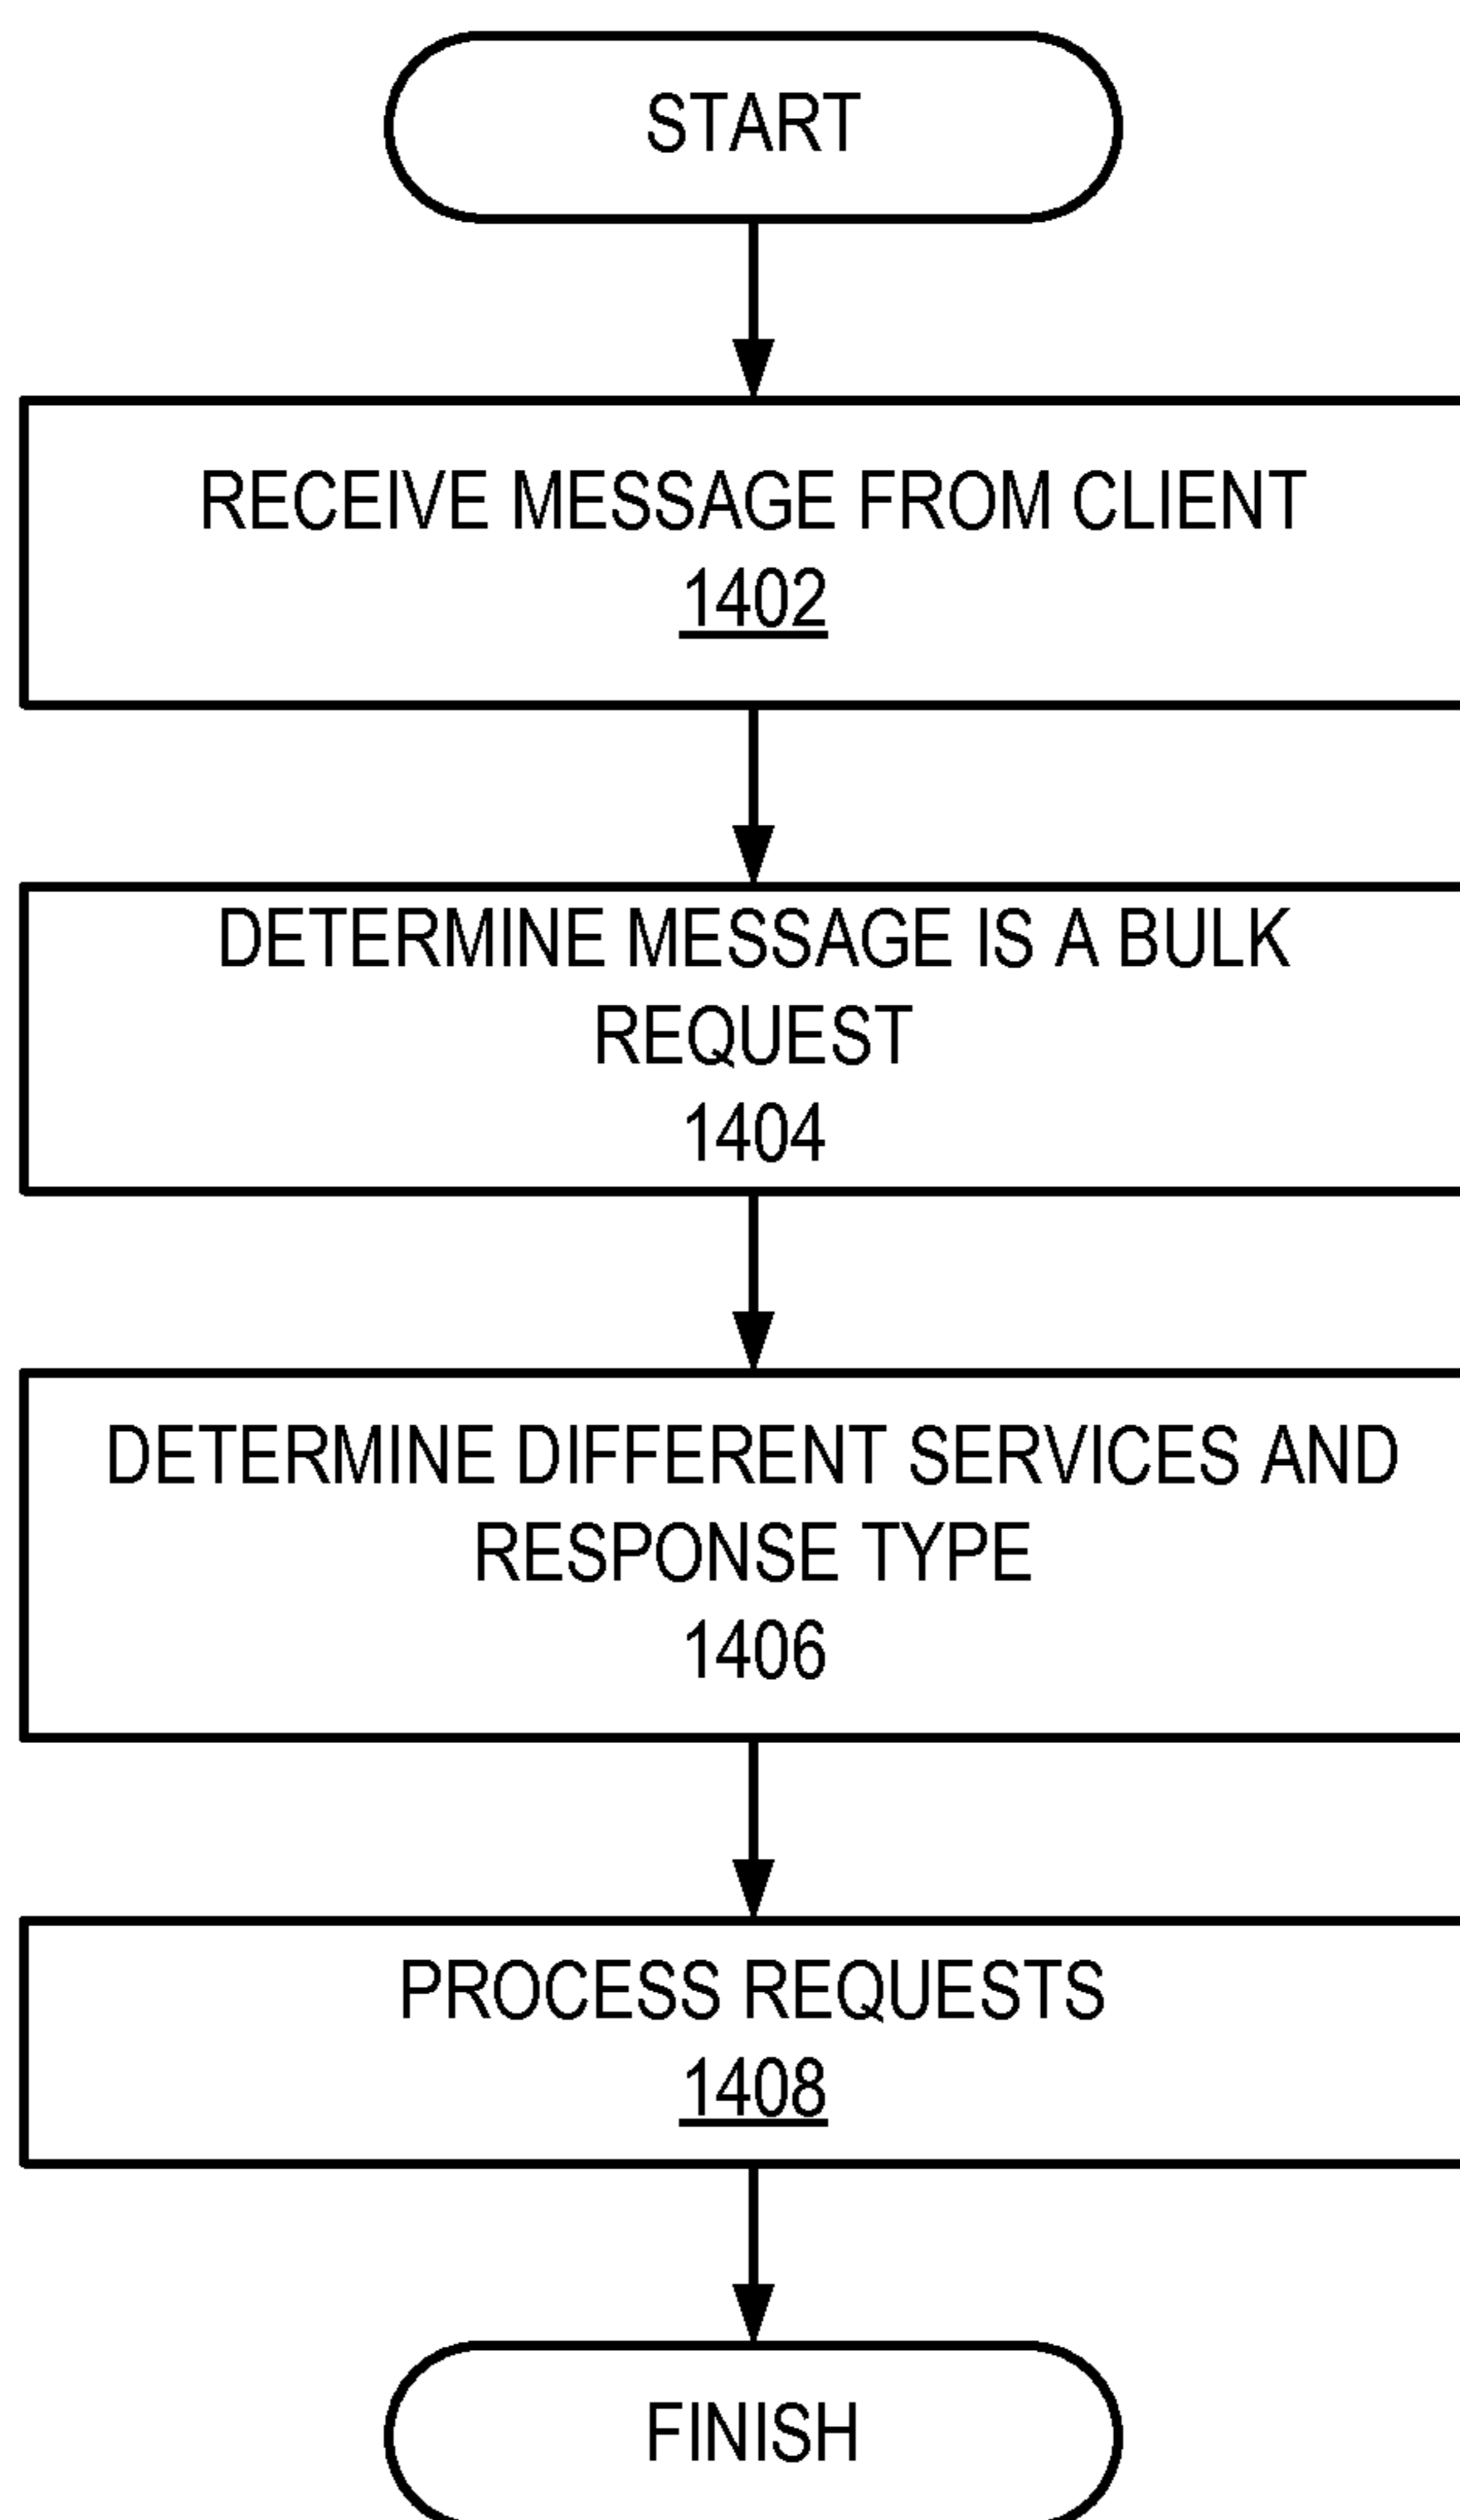 START
RECEIVE MESSAGE FROM CLIENT
1402
DETERMINE MESSAGE IS A BULK
REQUEST
1404
DETERMINE DIFFERENT SERVICES AND
RESPONSE TYPE
1406
PROCESS REQUESTS
1408
FINISH